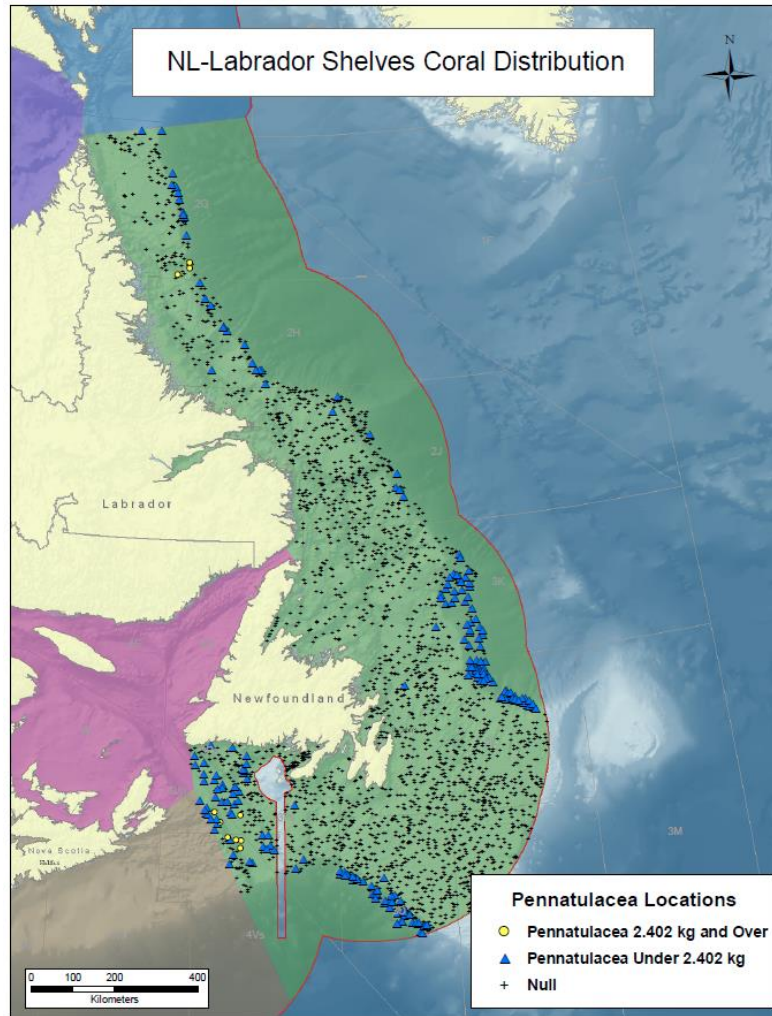 NL-Labrador Shelves Coral Distribution
N
2G
2H
2J
Labrador
3K
Newfoundland
3M
Nova Scotia
Halifax
4Vs
Pennatulacea Locations
Pennatulacea 2.402 kg and Over
Pennatulacea Under 2.402 kg
Null
0 100 200 400
Kilometers